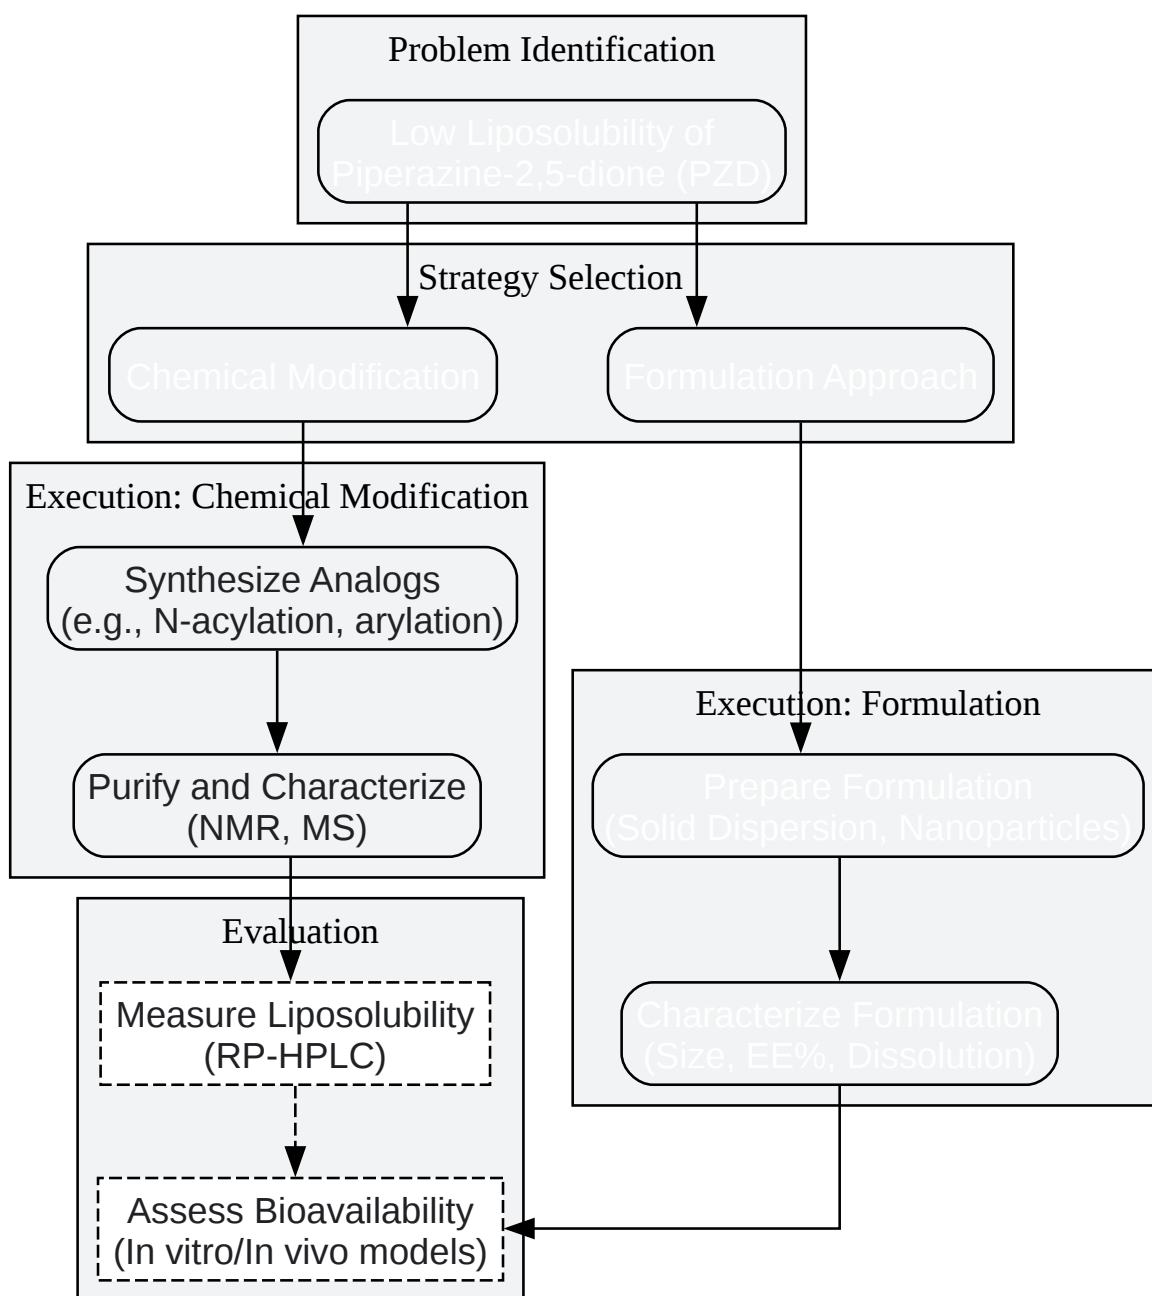 Problem Identification
Low Liposolubility of
Piperazine-2,5-dione (PZD)
Strategy Selection
Chemical Modification
Formulation Approach
Execution: Chemical Modification
Synthesize Analogs
(e.g., N-acylation, arylation)
Purify and Characterize
(NMR, MS)
Execution: Formulation
Prepare Formulation
(Solid Dispersion, Nanoparticles)
Characterize Formulation
(Size, EE%, Dissolution)
Evaluation
Measure Liposolubility
(RP-HPLC)
Assess Bioavailability
(In vitro/In vivo models)